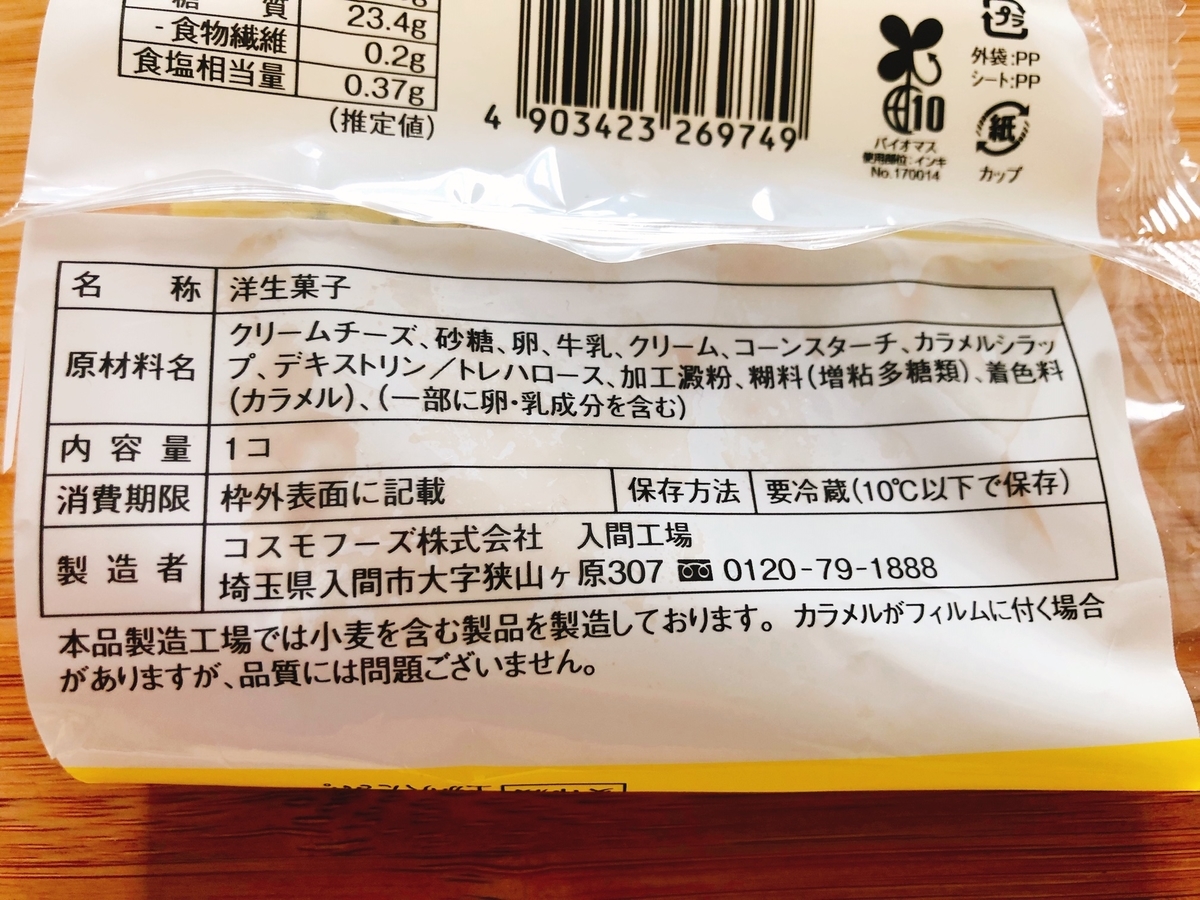 糖質 23.4g
- 食物繊維 0.2g
食塩相当量 0.37g
(推定値)
4 903423 269749
10
バイオマス
使用部位:インキ
No.170014
プラ
外袋:PP
シート:PP
紙
カップ
名称 洋生菓子
原材料名 クリームチーズ、砂糖、卵、牛乳、クリーム、コーンスターチ、カラメルシラッ
プ、デキストリン/トレハロース、加工澱粉、糊料(増粘多糖類)、着色料
(カラメル)、(一部に卵・乳成分を含む)
内容量 1コ
消費期限 枠外表面に記載 保存方法 要冷蔵(10℃以下で保存)
製造者 コスモフーズ株式会社 入間工場
埼玉県入間市大字狭山ヶ原307 0120-79-1888
本品製造工場では小麦を含む製品を製造しております。カラメルがフィルムに付く場合
がありますが、品質には問題ございません。